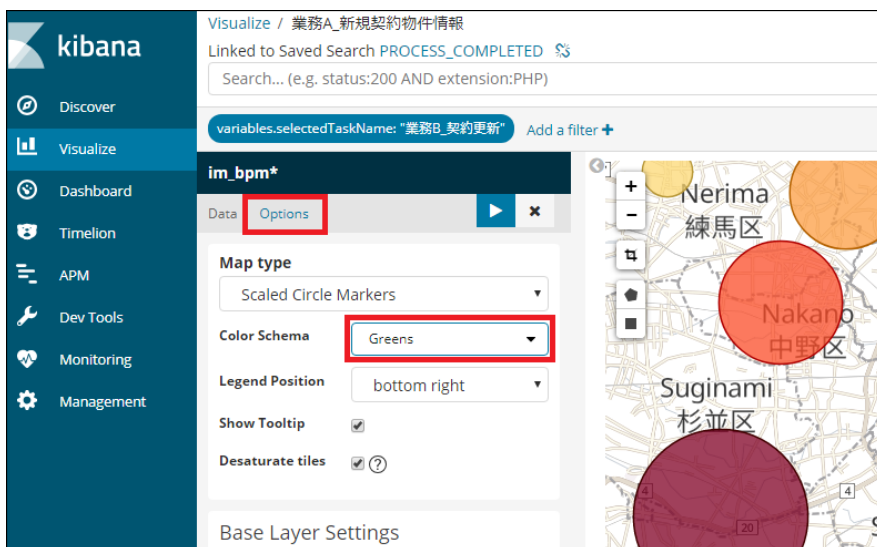 kibana
Discover
Visualize
Dashboard
Timelion
APM
Dev Tools
Monitoring
Management
Visualize / 業務A_新規契約物件情報
Linked to Saved Search PROCESS_COMPLETED
Search... (e.g. status:200 AND extension:PHP)
variables.selectedTaskName: "業務B_契約更新" Add a filter +
im_bpm*
Data Options
Map type
Scaled Circle Markers
Color Schema Greens
Legend Position bottom right
Show Tooltip
Desaturate tiles ?
Base Layer Settings
+
−
Nerima
練馬区
Nakano
中野区
Suginami
杉並区
4
4
20
S